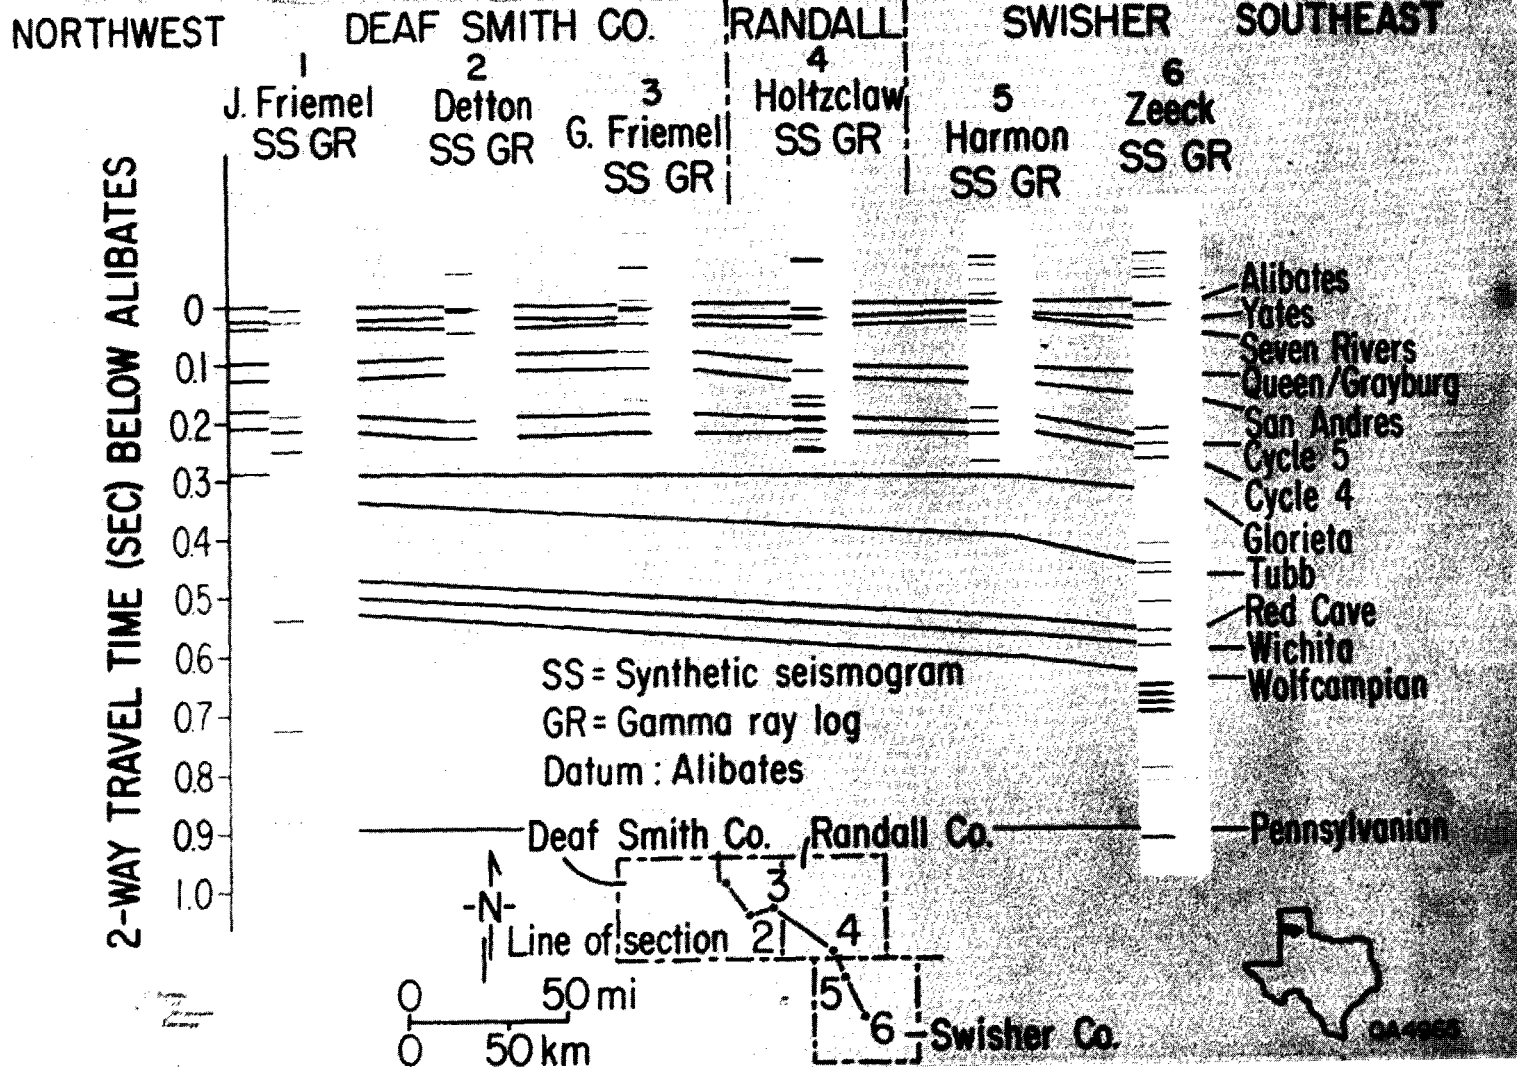 NORTHWEST DEAF SMITH CO. RANDALL SWISHER SOUTHEAST
1
J. Friemel
SS GR
2
Detton
SS GR
3
G. Friemel
SS GR
4
Holtzclaw
SS GR
5
Harmon
SS GR
6
Zeeck
SS GR
2-WAY TRAVEL TIME (SEC) BELOW ALIBATES
0
0.1
0.2
0.3
0.4
0.5
0.6
0.7
0.8
0.9
1.0
Alibates
Yates
Seven Rivers
Queen/Grayburg
San Andres
Cycle 5
Cycle 4
Glorieta
Tubb
Red Cave
Wichita
Wolfcampian
Pennsylvanian
SS = Synthetic seismogram
GR = Gamma ray log
Datum : Alibates
Deaf Smith Co. Randall Co.
N
Line of section
1
2
3
4
5
6
Swisher Co.
0 50 mi
0 50 km